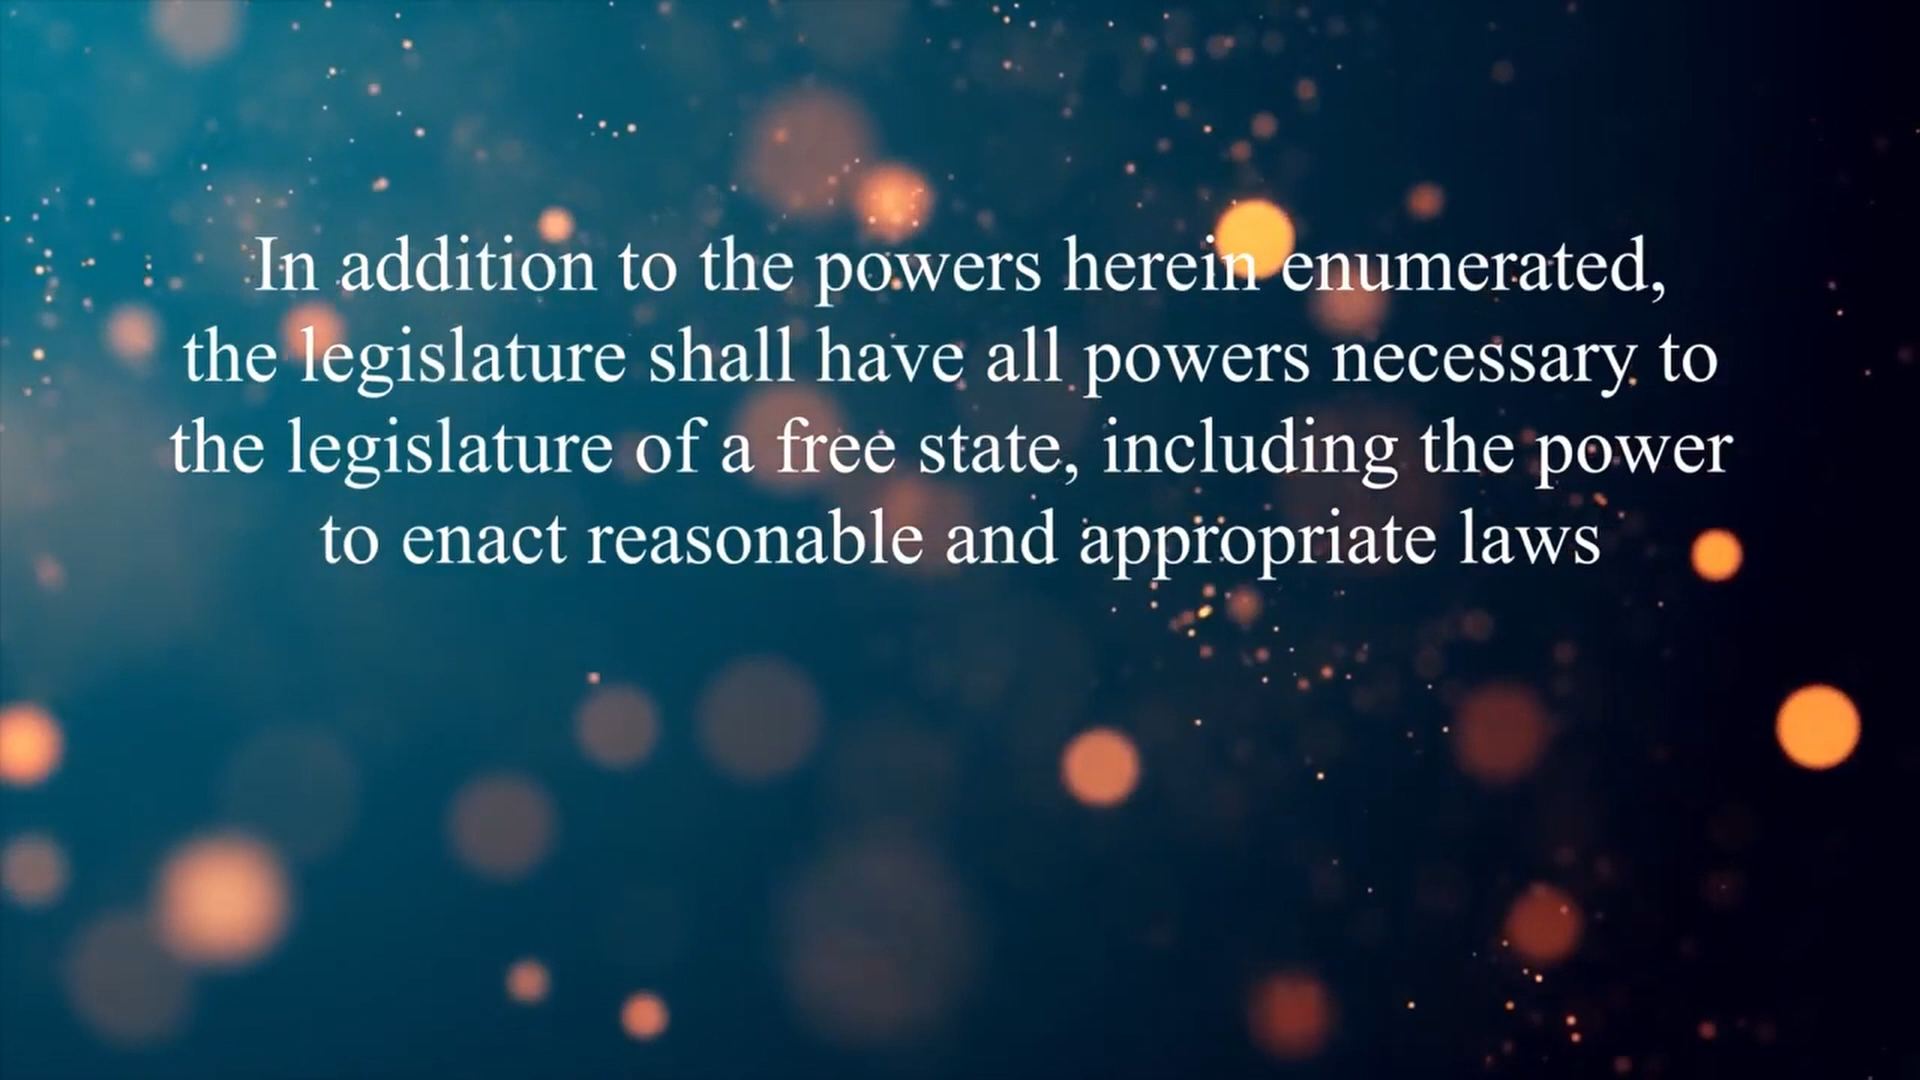 In addition to the powers herein enumerated,
the legislature shall have all powers necessary to
the legislature of a free state, including the power
to enact reasonable and appropriate laws